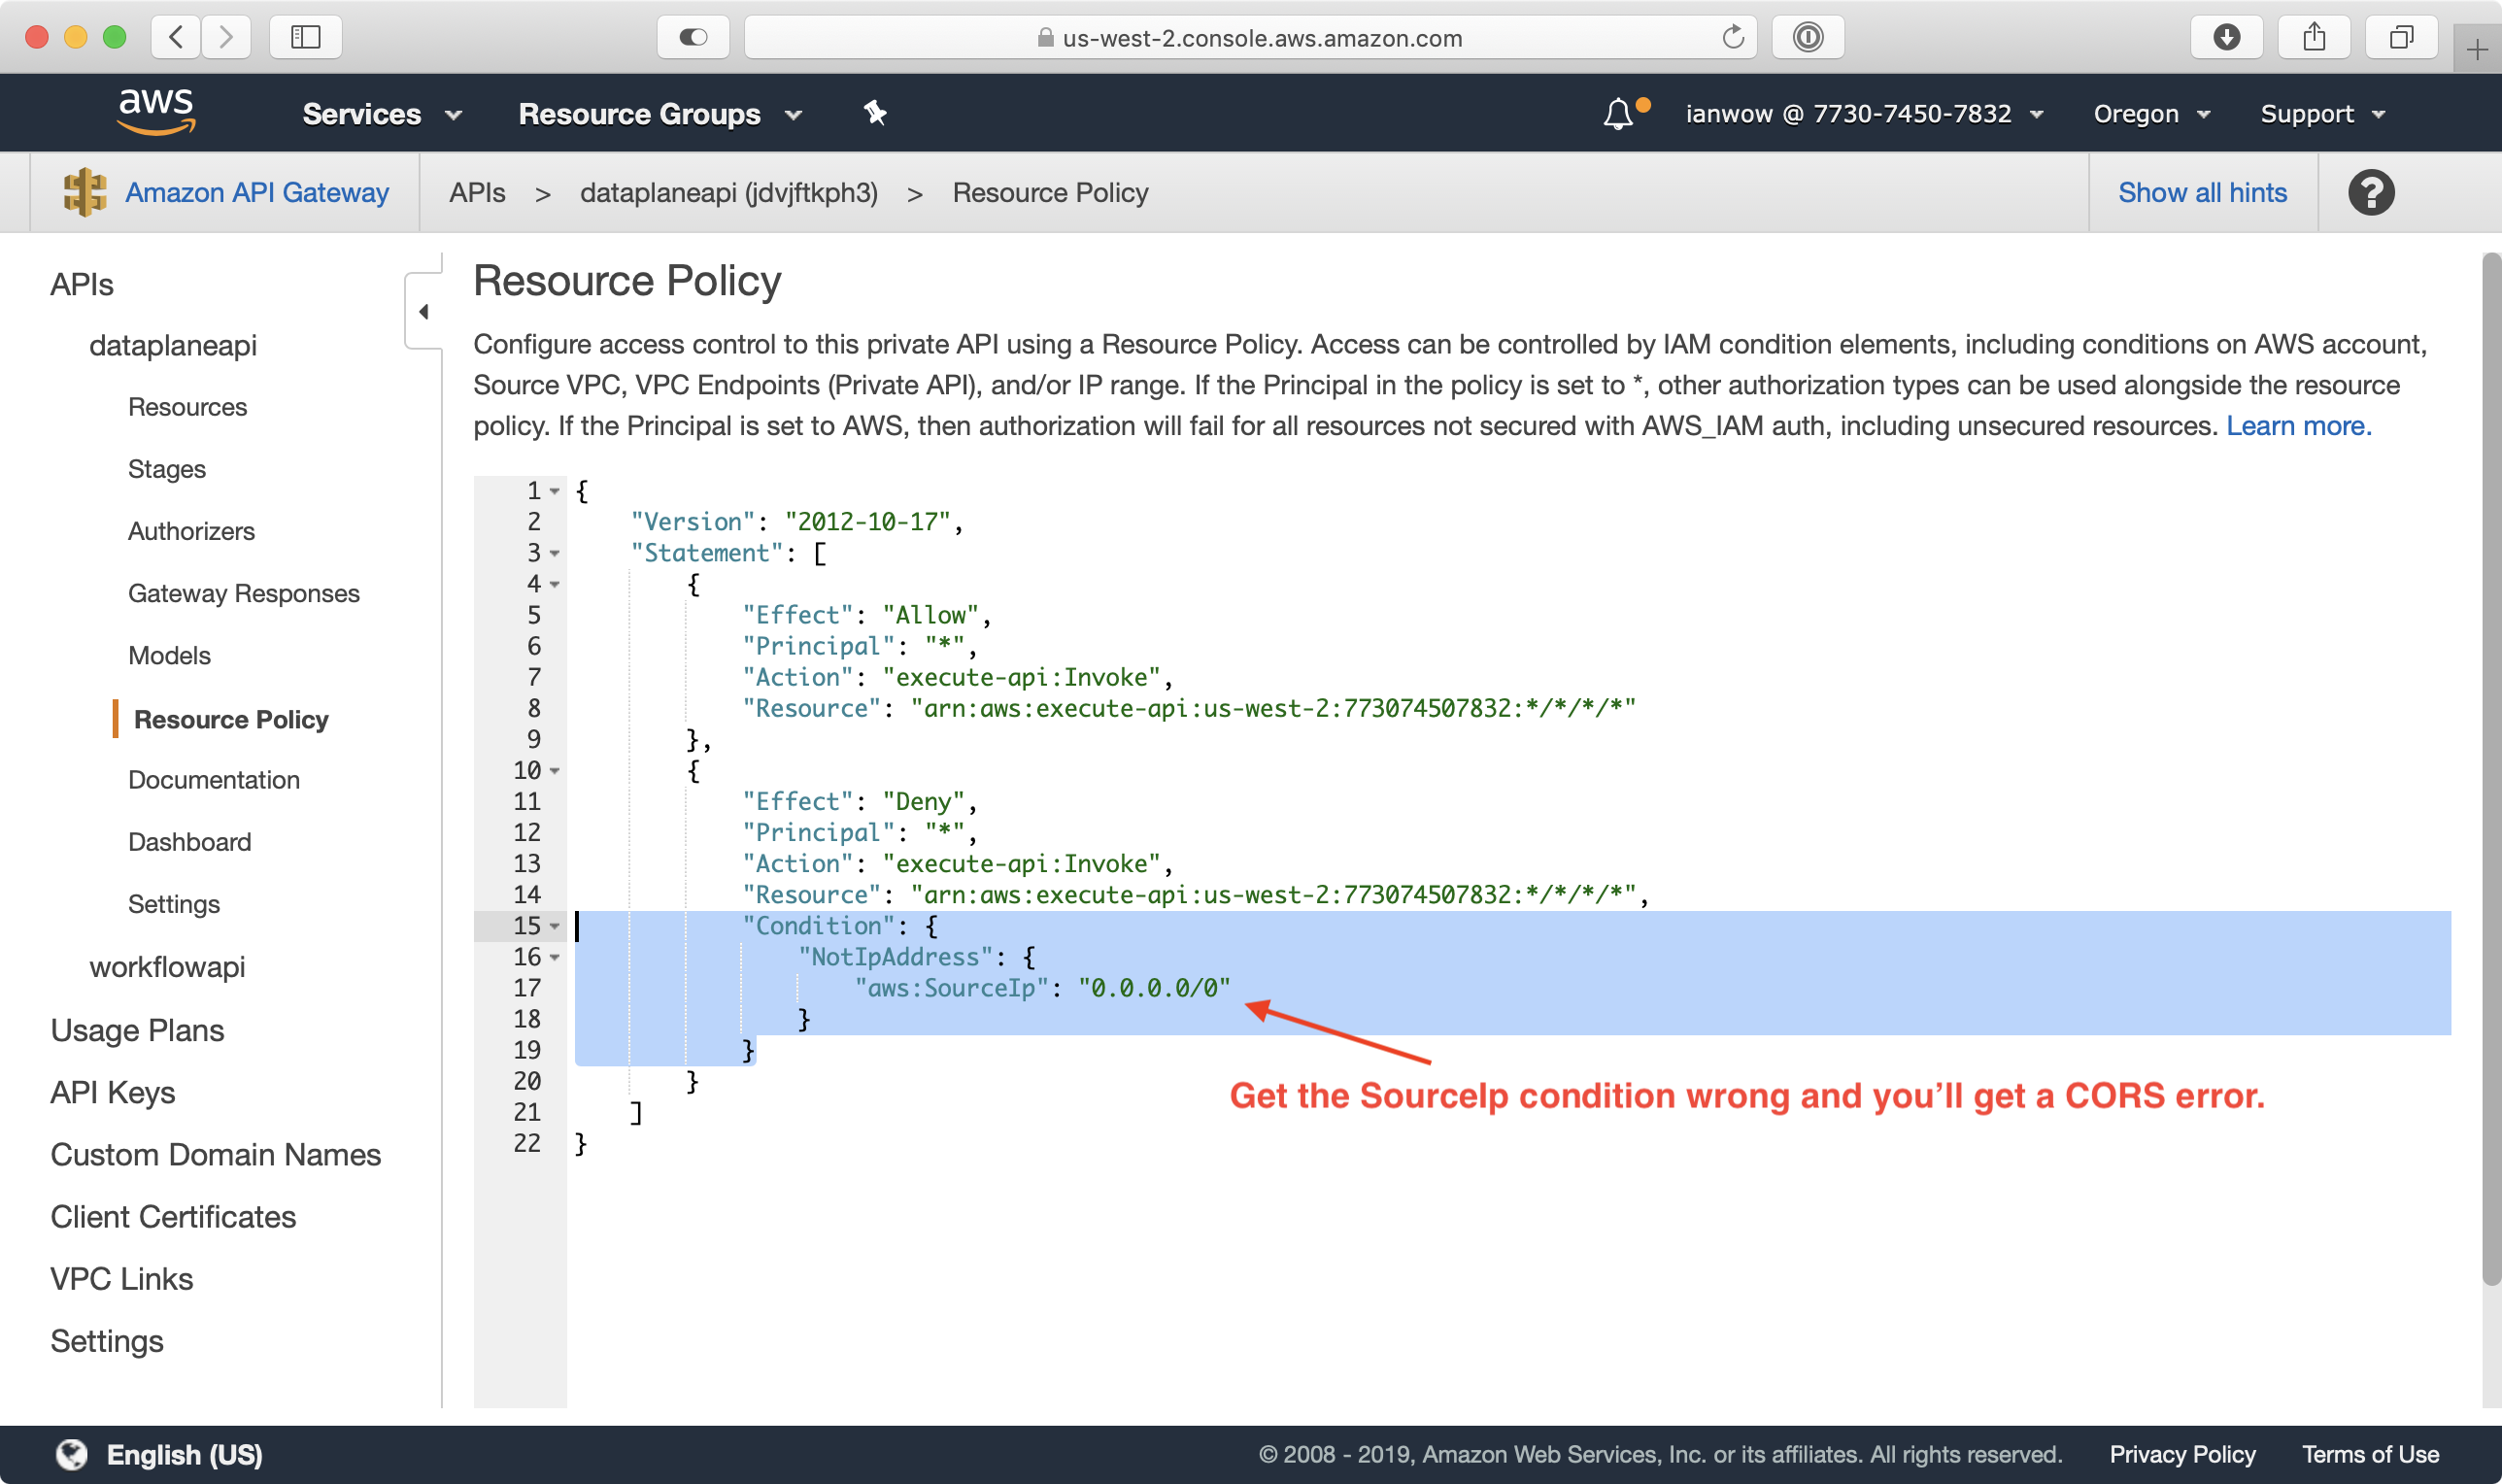 us-west-2.console.aws.amazon.com
aws Services Resource Groups ianwow @ 7730-7450-7832 Oregon Support
Amazon API Gateway APIs > dataplaneapi (jdvjftkph3) > Resource Policy Show all hints ?
APIs
dataplaneapi
Resources
Stages
Authorizers
Gateway Responses
Models
Resource Policy
Documentation
Dashboard
Settings
workflowapi
Usage Plans
API Keys
Custom Domain Names
Client Certificates
VPC Links
Settings
Resource Policy
Configure access control to this private API using a Resource Policy. Access can be controlled by IAM condition elements, including conditions on AWS account,
Source VPC, VPC Endpoints (Private API), and/or IP range. If the Principal in the policy is set to *, other authorization types can be used alongside the resource
policy. If the Principal is set to AWS, then authorization will fail for all resources not secured with AWS_IAM auth, including unsecured resources. Learn more.
1 {
2 "Version": "2012-10-17",
3 "Statement": [
4 {
5 "Effect": "Allow",
6 "Principal": "*",
7 "Action": "execute-api:Invoke",
8 "Resource": "arn:aws:execute-api:us-west-2:773074507832:*/*/*/*"
9 },
10 {
11 "Effect": "Deny",
12 "Principal": "*",
13 "Action": "execute-api:Invoke",
14 "Resource": "arn:aws:execute-api:us-west-2:773074507832:*/*/*/*",
15 "Condition": {
16 "NotIpAddress": {
17 "aws:SourceIp": "0.0.0.0/0"
18 }
19 }
20 }
21 ]
22 }
Get the SourceIp condition wrong and you’ll get a CORS error.
English (US) © 2008 - 2019, Amazon Web Services, Inc. or its affiliates. All rights reserved. Privacy Policy Terms of Use